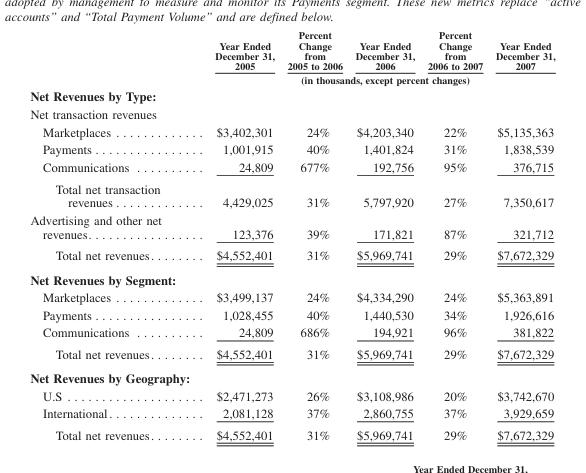 adopted by management to measure and monitor its Payments segment. These new metrics replace "active
accounts" and "Total Payment Volume" and are defined below.
Year Ended December 31, 2005 Percent Change from 2005 to 2006 Year Ended December 31, 2006 Percent Change from 2006 to 2007 Year Ended December 31, 2007
(in thousands, except percent changes)
Net Revenues by Type:
Net transaction revenues
Marketplaces . . . . . . . . . . . . . $3,402,301 24% $4,203,340 22% $5,135,363
Payments . . . . . . . . . . . . . . . . 1,001,915 40% 1,401,824 31% 1,838,539
Communications . . . . . . . . . . 24,809 677% 192,756 95% 376,715
Total net transaction
revenues . . . . . . . . . . . . . 4,429,025 31% 5,797,920 27% 7,350,617
Advertising and other net
revenues. . . . . . . . . . . . . . . . 123,376 39% 171,821 87% 321,712
Total net revenues. . . . . . . . $4,552,401 31% $5,969,741 29% $7,672,329
Net Revenues by Segment:
Marketplaces . . . . . . . . . . . . . $3,499,137 24% $4,334,290 24% $5,363,891
Payments . . . . . . . . . . . . . . . . 1,028,455 40% 1,440,530 34% 1,926,616
Communications . . . . . . . . . . 24,809 686% 194,921 96% 381,822
Total net revenues. . . . . . . . $4,552,401 31% $5,969,741 29% $7,672,329
Net Revenues by Geography:
U.S . . . . . . . . . . . . . . . . . . . . $2,471,273 26% $3,108,986 20% $3,742,670
International. . . . . . . . . . . . . . 2,081,128 37% 2,860,755 37% 3,929,659
Total net revenues. . . . . . . . $4,552,401 31% $5,969,741 29% $7,672,329
Year Ended December 31,